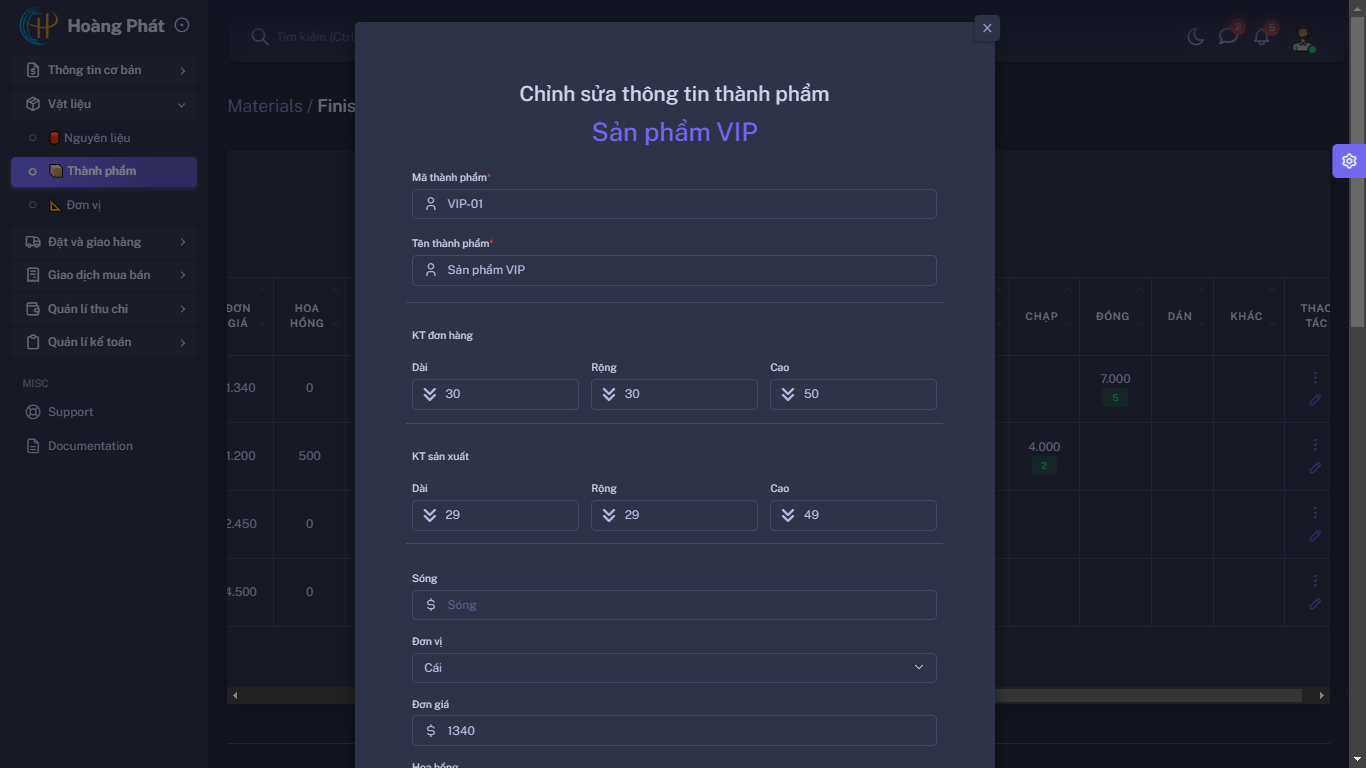 Hoàng Phát
Tìm kiếm (Ctrl
2
5
Thông tin cơ bản
Vật liệu
Nguyên liệu
Thành phẩm
Đơn vị
Đặt và giao hàng
Giao dịch mua bán
Quản lí thu chi
Quản lí kế toán
MISC
Support
Documentation
Materials / Finis
ĐƠN GIÁ
HOA HỒNG
CHẠP
ĐÓNG
DÁN
KHÁC
THAO TÁC
1.340
0
7.000
5
1.200
500
4.000
2
2.450
0
4.500
0
Chỉnh sửa thông tin thành phẩm
Sản phẩm VIP
Mã thành phẩm*
VIP-01
Tên thành phẩm*
Sản phẩm VIP
KT đơn hàng
Dài Rộng Cao
30 30 50
KT sản xuất
Dài Rộng Cao
29 29 49
Sóng
$ Sóng
Đơn vị
Cái
Đơn giá
$ 1340
Hoa hồng